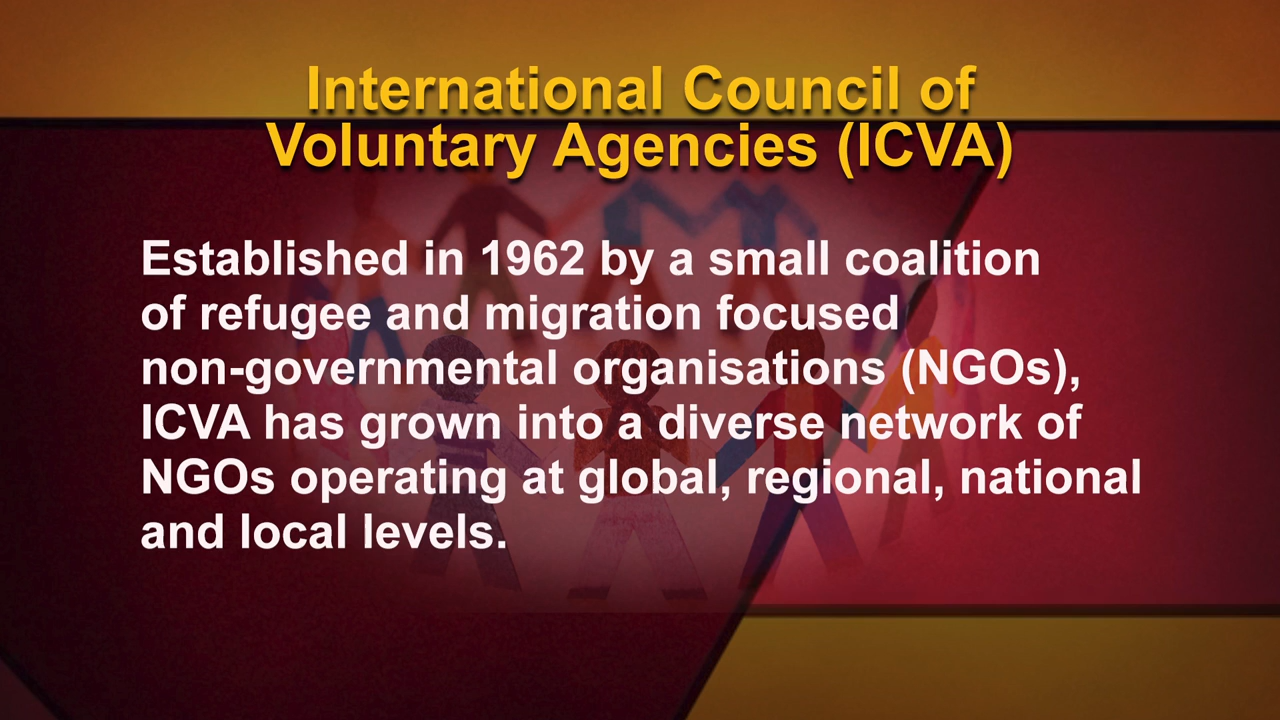 International Council of
Voluntary Agencies (ICVA)
Established in 1962 by a small coalition
of refugee and migration focused
non-governmental organisations (NGOs),
ICVA has grown into a diverse network of
NGOs operating at global, regional, national
and local levels.